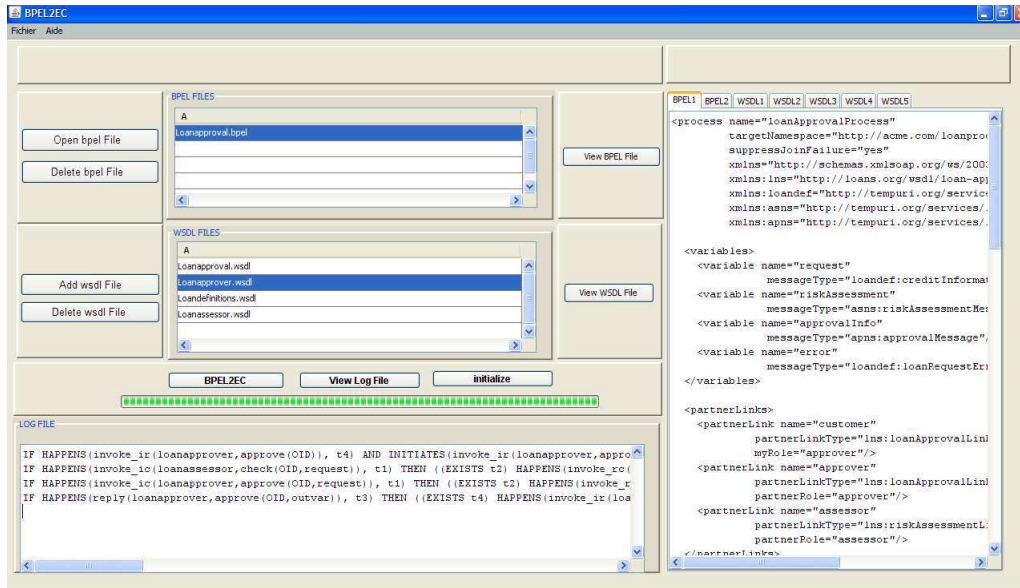 BPEL2EC
Fichier Aide
BPEL FILES
A
Loanapproval.bpel
Open bpel File
Delete bpel File
View BPEL File
WSDL FILES
A
Loanapproval.wsdl
Loanapprover.wsdl
Loandefinitions.wsdl
Loanassessor.wsdl
Add wsdl File
Delete wsdl File
View WSDL File
BPEL2EC View Log File initialize
LOG FILE
IF HAPPENS(invoke_ir(loanapprover,approve(OID)), t4) AND INITIATES(invoke_ir(loanapprover,appro
IF HAPPENS(invoke_ic(loanassessor,check(OID,request)), t1) THEN ((EXISTS t2) HAPPENS(invoke_rc(
IF HAPPENS(invoke_ic(loanapprover,approve(OID,request)), t1) THEN ((EXISTS t2) HAPPENS(invoke_r
IF HAPPENS(reply(loanapprover,approve(OID,outvar)), t3) THEN ((EXISTS t4) HAPPENS(invoke_ir(loa
BPEL1 BPEL2 WSDL1 WSDL2 WSDL3 WSDL4 WSDL5
<process name="loanApprovalProcess"
targetNamespace="http://acme.com/loanproc
suppressJoinFailure="yes"
xmlns="http://schemas.xmlsoap.org/ws/200
xmlns:lns="http://loans.org/wsdl/loan-app
xmlns:loandef="http://tempuri.org/service
xmlns:asns="http://tempuri.org/services/
xmlns:apns="http://tempuri.org/services/
<variables>
<variable name="request"
messageType="loandef:creditInformat
<variable name="riskAssessment"
messageType="asns:riskAssessmentMes
<variable name="approvalInfo"
messageType="apns:approvalMessage"/
<variable name="error"
messageType="loandef:loanRequestErr
</variables>
<partnerLinks>
<partnerLink name="customer"
partnerLinkType="lns:loanApprovalLink
myRole="approver"/>
<partnerLink name="approver"
partnerLinkType="lns:loanApprovalLink
partnerRole="approver"/>
<partnerLink name="assessor"
partnerLinkType="lns:riskAssessmentL
partnerRole="assessor"/>
</partnerLinks>